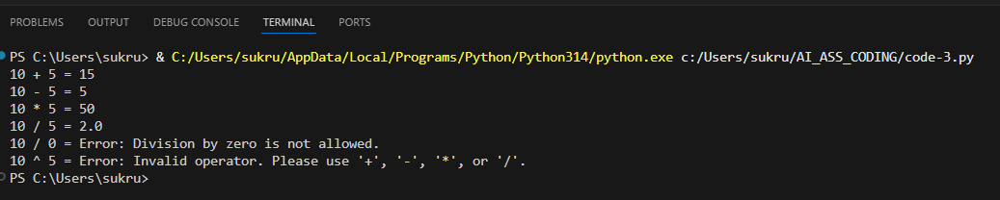 PROBLEMS OUTPUT DEBUG CONSOLE TERMINAL PORTS
PS C:\Users\sukru> & C:/Users/sukru/AppData/Local/Programs/Python/Python314/python.exe c:/Users/sukru/AI_ASS_CODING/code-3.py
10 + 5 = 15
10 - 5 = 5
10 * 5 = 50
10 / 5 = 2.0
10 / 0 = Error: Division by zero is not allowed.
10 ^ 5 = Error: Invalid operator. Please use '+', '-', '*', or '/'.
PS C:\Users\sukru>